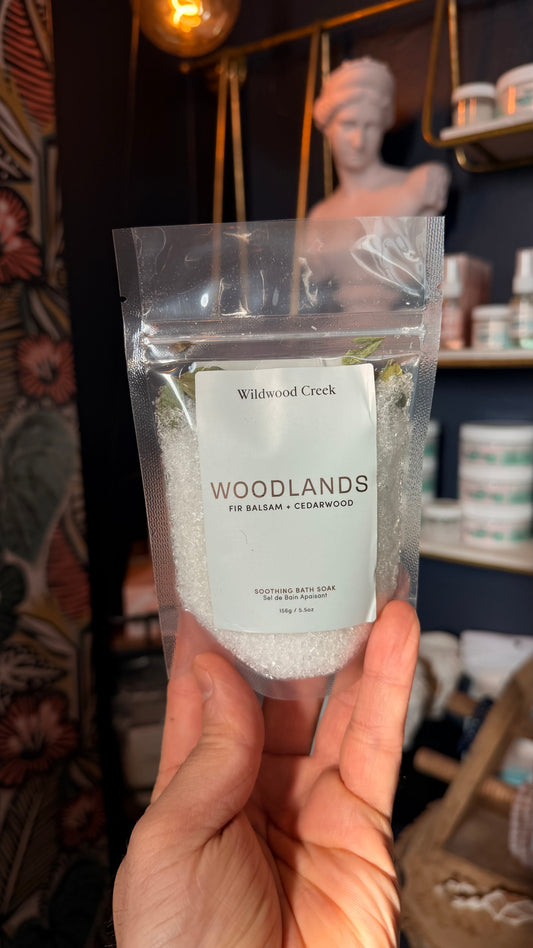 Wildwood Creek
WOODLANDS
FIR BALSAM + CEDARWOOD
SOOTHING BATH SOAK
Sel de Bain Apaisant
156g / 5.5oz